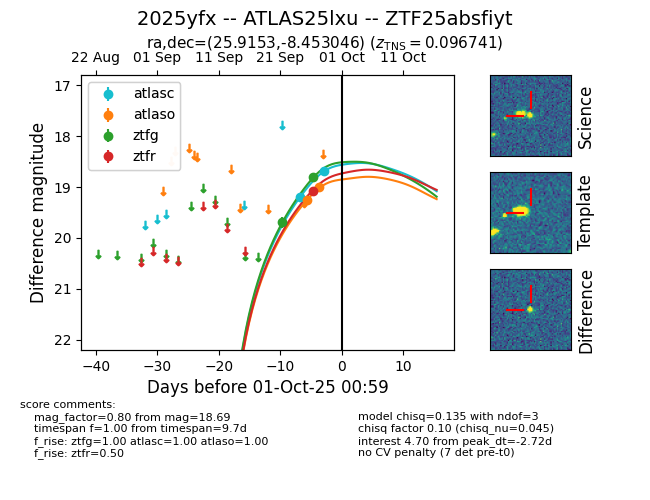 2025yfx -- ATLAS25lxu -- ZTF25absfiyt
ra,dec=(25.9153,-8.453046) (z_TNS = 0.096741)
22 Aug 01 Sep 11 Sep 21 Sep 01 Oct 11 Oct
17
18
19
20
21
22
Difference magnitude
atlasc
atlaso
ztfg
ztfr
−40 −30 −20 −10 0 10
Days before 01-Oct-25 00:59
Science
Template
Difference
score comments:
mag_factor=0.80 from mag=18.69
timespan f=1.00 from timespan=9.7d
f_rise: ztfg=1.00 atlasc=1.00 atlaso=1.00
f_rise: ztfr=0.50
model chisq=0.135 with ndof=3
chisq factor 0.10 (chisq_nu=0.045)
interest 4.70 from peak_dt=-2.72d
no CV penalty (7 det pre-t0)